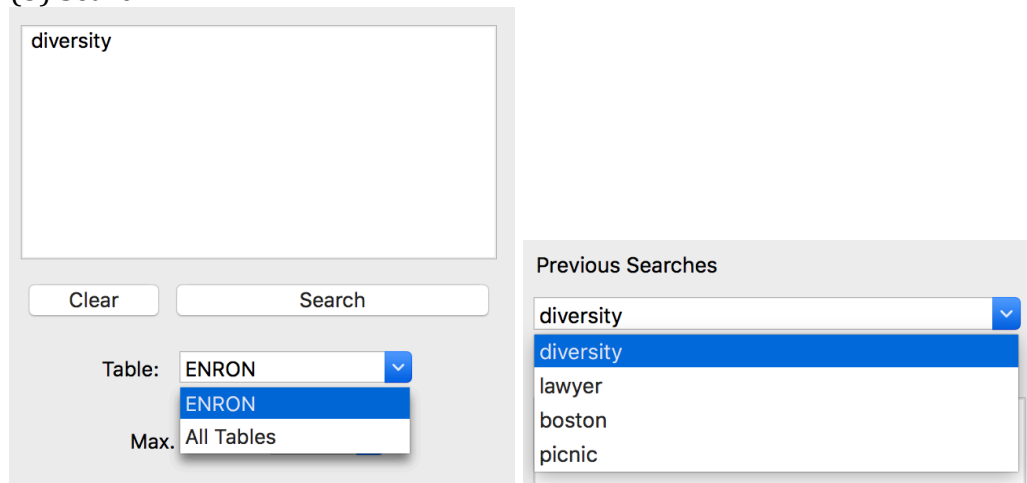 diversity
Clear Search
Table: ENRON
ENRON
All Tables
Max.
Previous Searches
diversity
diversity
lawyer
boston
picnic